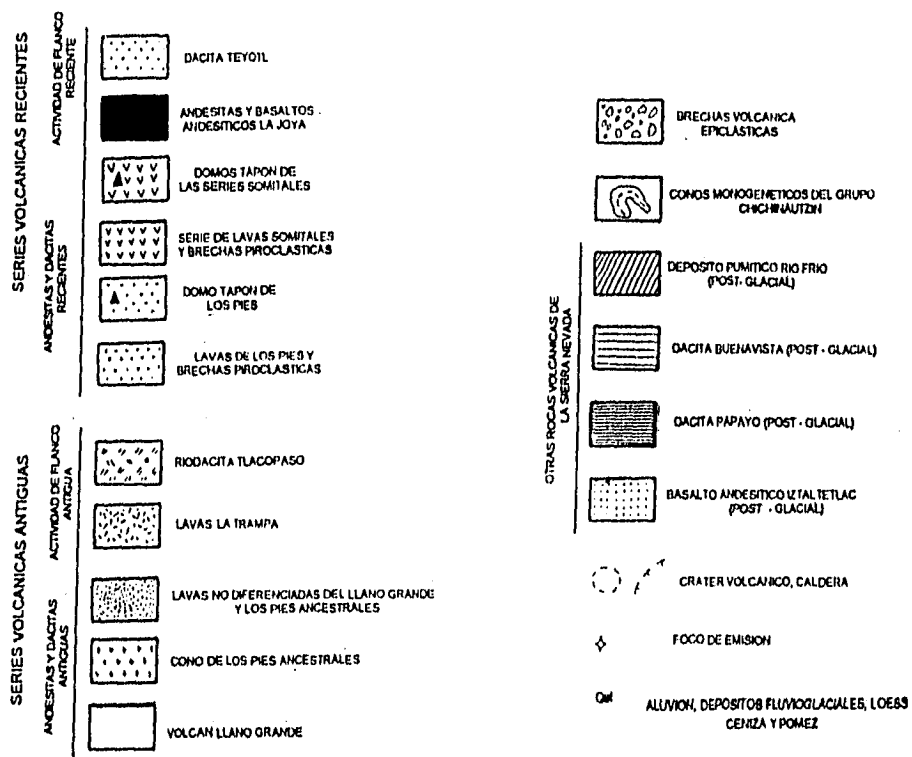 SERIES VOLCANICAS RECIENTES
ACTIVIDAD DE FLANCO
RECIENTE
DACITA TEYOTL
ANDESITAS Y BASALTOS
ANDESITICOS LA JOYA
DOMOS TAPON DE
LAS SERIES SOMITALES
ANDESITAS Y DACITAS
RECIENTES
SERIE DE LAVAS SOMITALES
Y BRECHAS PIROCLASTICAS
DOMO TAPON DE
LOS PIES
LAVAS DE LOS PIES Y
BRECHAS PIROCLASTICAS
SERIES VOLCANICAS ANTIGUAS
ACTIVIDAD DE FLANCO
ANTIGUA
RIODACITA TLACOPASO
LAVAS LA TRAMPA
ANDESITAS Y DACITAS
ANTIGUAS
LAVAS NO DIFERENCIADAS DEL LLANO GRANDE
Y LOS PIES ANCESTRALES
CONO DE LOS PIES ANCESTRALES
VOLCAN LLANO GRANDE
BRECHAS VOLCANICA
EPICLÁSTICAS
CONOS MONOGENETICOS DEL GRUPO
CHICHINAUTZIN
OTRAS ROCAS VOLCANICAS DE
LA SIERRA NEVADA
DEPOSITO PUMITICO RIO FRIO
(POST-GLACIAL)
DACITA BUENAVISTA (POST - GLACIAL)
DACITA PAPAYO (POST - GLACIAL)
BASALTO ANDESITICO IZTALTETLAC
(POST - GLACIAL)
CRATER VOLCANICO, CALDERA
FOCO DE EMISION
ALUVION, DEPOSITOS FLUVIOGLACIALES, LOESS
CENIZA Y POMEZ